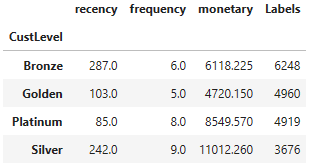 recency frequency monetary Labels
CustLevel
Bronze 287.0 6.0 6118.225 6248
Golden 103.0 5.0 4720.150 4960
Platinum 85.0 8.0 8549.570 4919
Silver 242.0 9.0 11012.260 3676